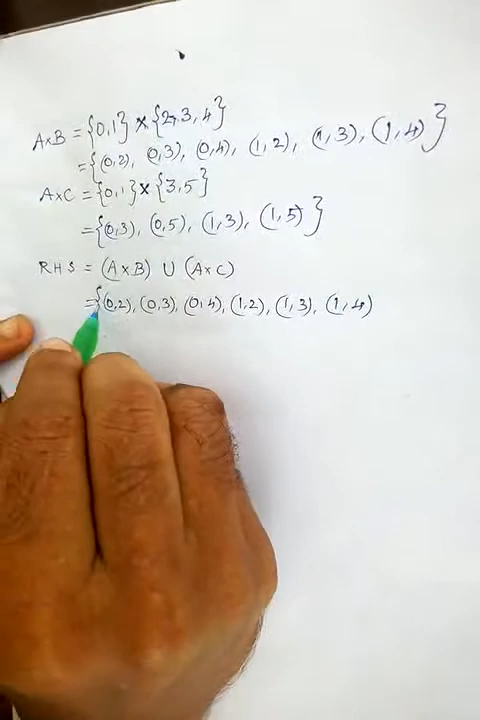 A×B = {0,1} × {2,3,4}
= {(0,2), (0,3), (0,4), (1,2), (1,3), (1,4)}
A×C = {0,1} × {3,5}
= {(0,3), (0,5), (1,3), (1,5)}
RHS = (A×B) ∪ (A×C)
= {(0,2), (0,3), (0,4), (1,2), (1,3), (1,4)